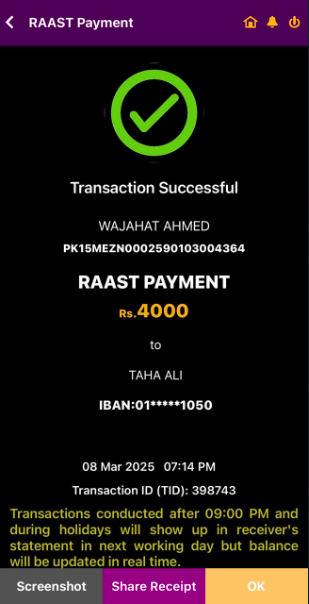 RAAST Payment
Transaction Successful
WAJAHAT AHMED
PK15MEZN0002590103004364
RAAST PAYMENT
Rs.4000
to
TAHA ALI
IBAN:01*****1050
08 Mar 2025 07:14 PM
Transaction ID (TID): 398743
Transactions conducted after 09:00 PM and
during holidays will show up in receiver's
statement in next working day but balance
will be updated in real time.
Screenshot Share Receipt OK